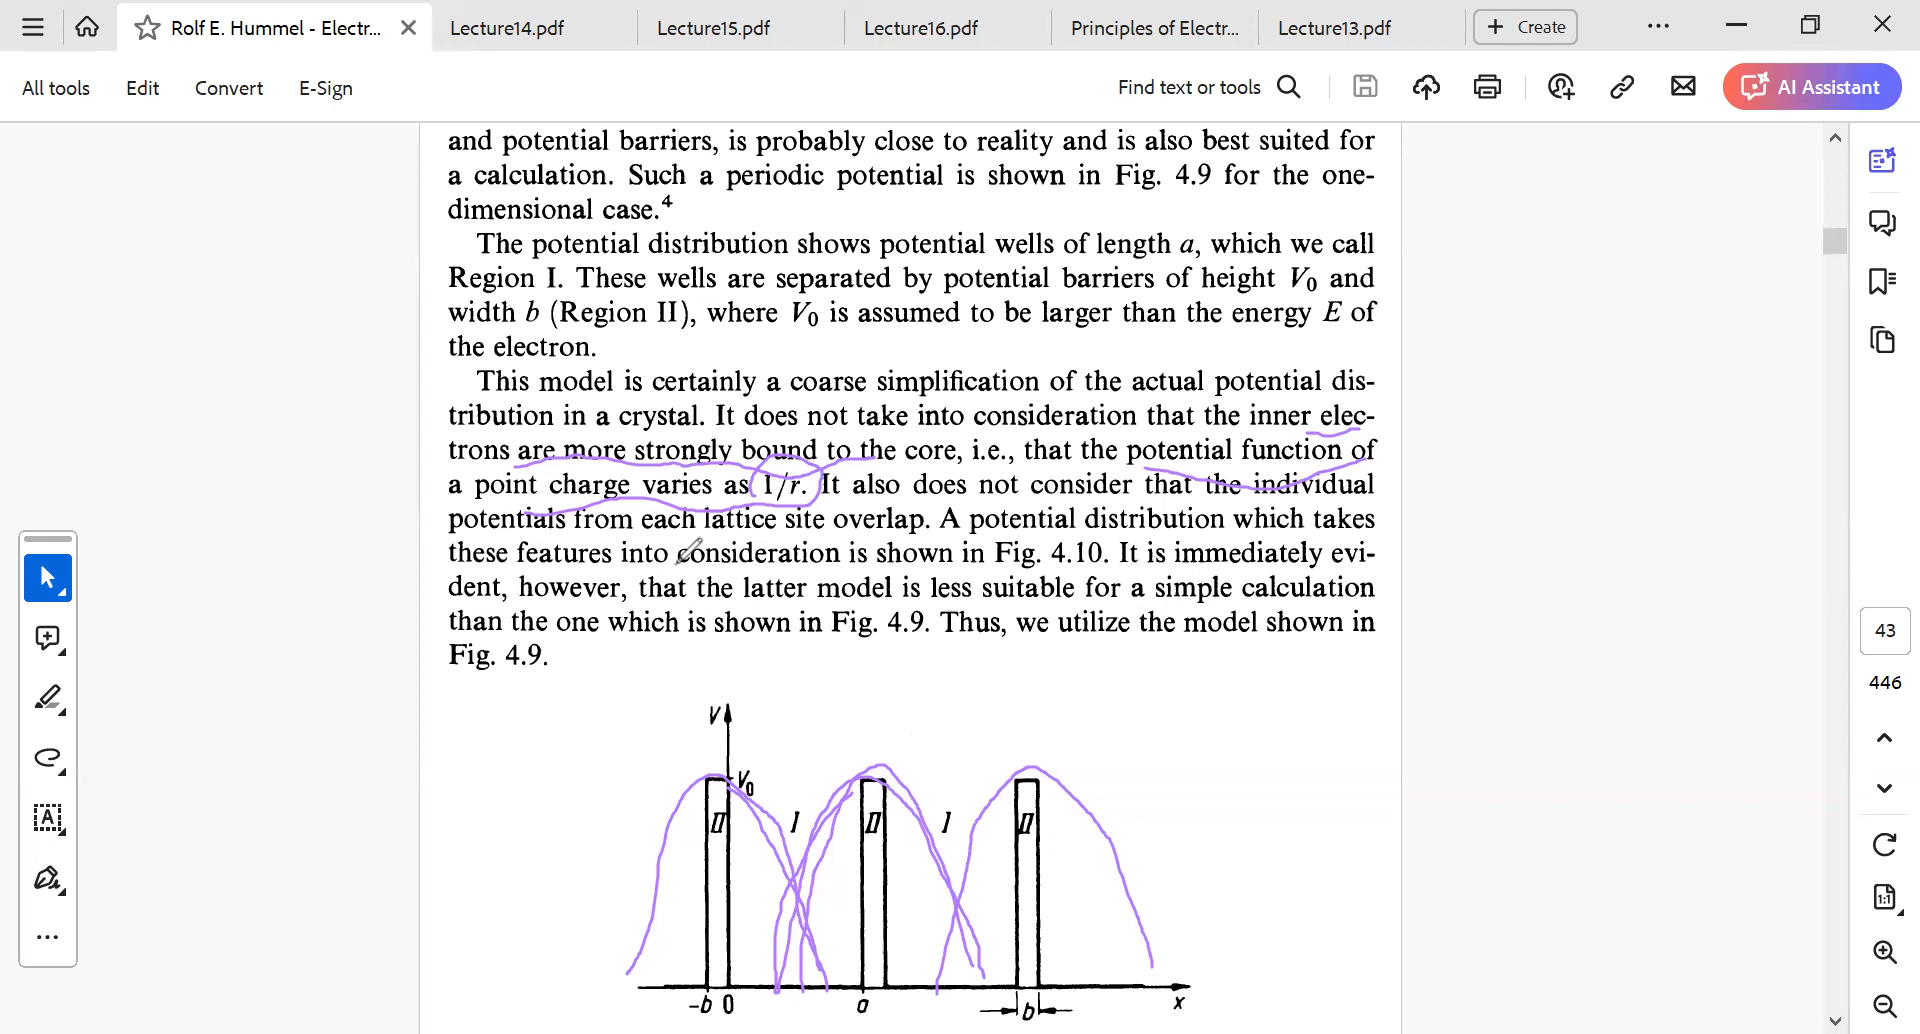 Rolf E. Hummel - Electr...
Lecture14.pdf
Lecture15.pdf
Lecture16.pdf
Principles of Electr...
Lecture13.pdf
+ Create
All tools
Edit
Convert
E-Sign
Find text or tools
AI Assistant
and potential barriers, is probably close to reality and is also best suited for
a calculation. Such a periodic potential is shown in Fig. 4.9 for the one-
dimensional case.⁴
The potential distribution shows potential wells of length a, which we call
Region I. These wells are separated by potential barriers of height V₀ and
width b (Region II), where V₀ is assumed to be larger than the energy E of
the electron.
This model is certainly a coarse simplification of the actual potential dis-
tribution in a crystal. It does not take into consideration that the inner elec-
trons are more strongly bound to the core, i.e., that the potential function of
a point charge varies as 1/r. It also does not consider that the individual
potentials from each lattice site overlap. A potential distribution which takes
these features into consideration is shown in Fig. 4.10. It is immediately evi-
dent, however, that the latter model is less suitable for a simple calculation
than the one which is shown in Fig. 4.9. Thus, we utilize the model shown in
Fig. 4.9.
V
V₀
II I II I II
-b 0 a b x
43
446
1:1
A